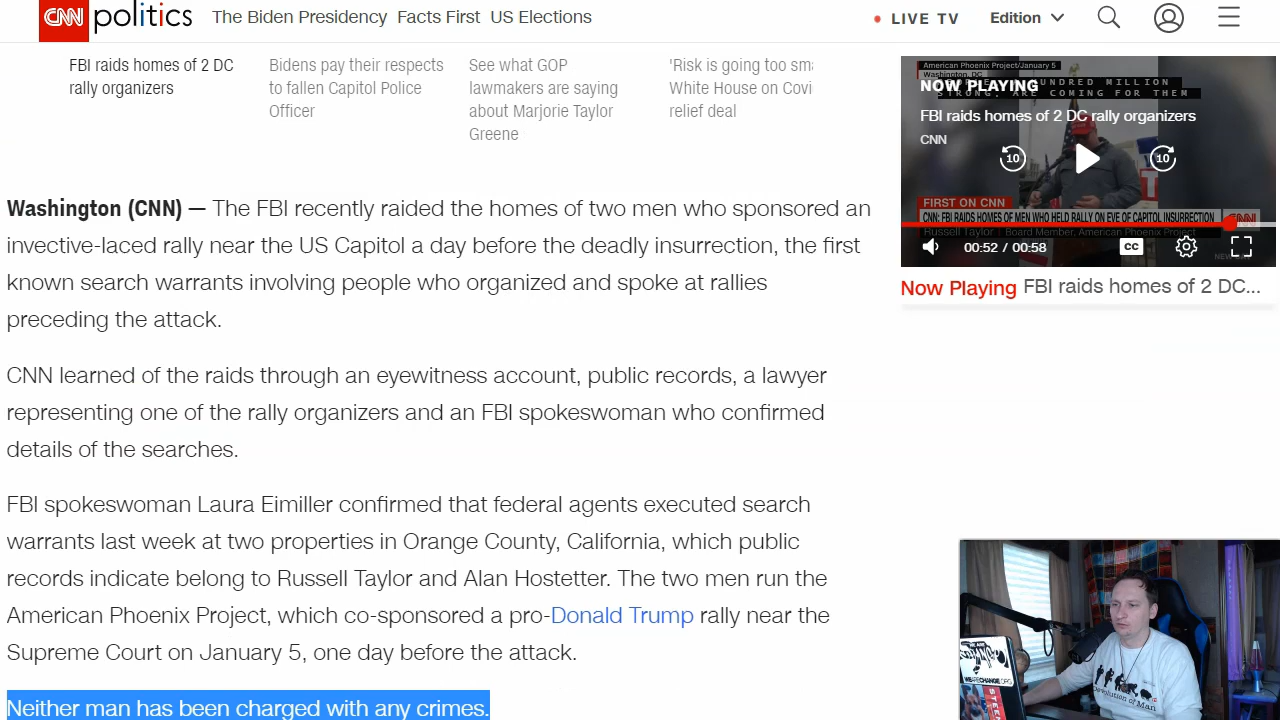 CNN politics The Biden Presidency Facts First US Elections LIVE TV Edition
FBI raids homes of 2 DC
rally organizers
Bidens pay their respects
to fallen Capitol Police
Officer
See what GOP
lawmakers are saying
about Marjorie Taylor
Greene
'Risk is going too sma
White House on Covi
relief deal
American Phoenix Project/January 5
Washington, DC
HUNDRED MILLION
STRONG, ARE COMING FOR THEM
NOW PLAYING
FBI raids homes of 2 DC rally organizers
CNN
10 10
FIRST ON CNN
CNN: FBI RAIDS HOMES OF MEN WHO HELD RALLY ON EVE OF CAPITOL INSURRECTION CNN
Russell Taylor | Board Member, American Phoenix Project
00:52 / 00:58 CC
Now Playing FBI raids homes of 2 DC...
Washington (CNN) — The FBI recently raided the homes of two men who sponsored an
invective-laced rally near the US Capitol a day before the deadly insurrection, the first
known search warrants involving people who organized and spoke at rallies
preceding the attack.
CNN learned of the raids through an eyewitness account, public records, a lawyer
representing one of the rally organizers and an FBI spokeswoman who confirmed
details of the searches.
FBI spokeswoman Laura Eimiller confirmed that federal agents executed search
warrants last week at two properties in Orange County, California, which public
records indicate belong to Russell Taylor and Alan Hostetter. The two men run the
American Phoenix Project, which co-sponsored a pro-Donald Trump rally near the
Supreme Court on January 5, one day before the attack.
Neither man has been charged with any crimes.
WEARECHANGE.ORG
Devolution of Man